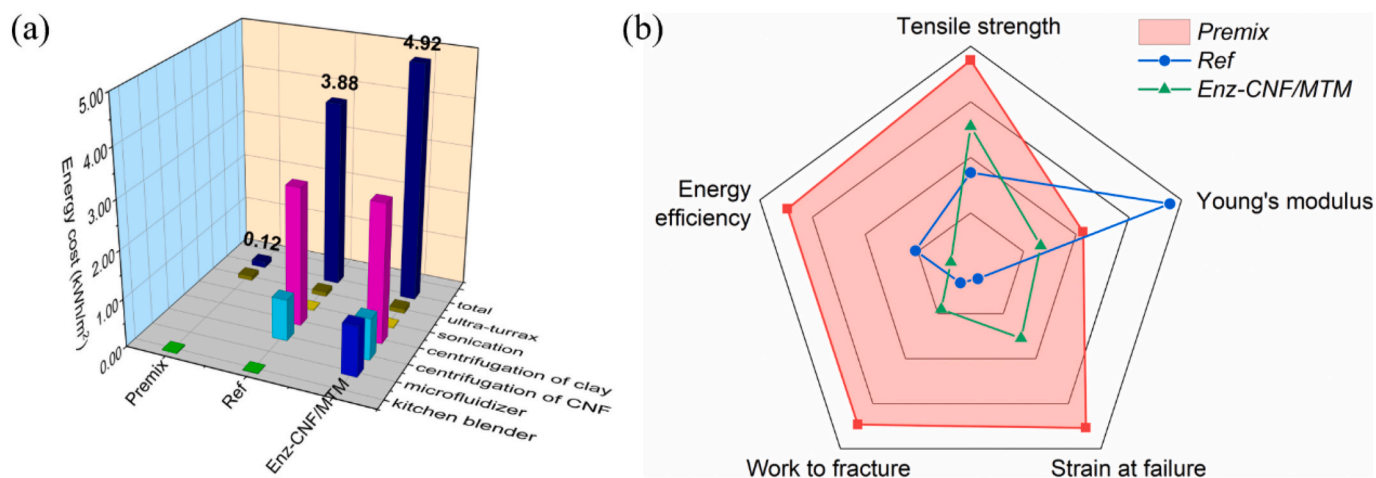 (a)
5.00
4.00
3.00
2.00
1.00
0.00
Energy cost (kWh/m²)
0.12
3.88
4.92
Premix
Ref
Enz-CNF/MTM
total
ultra-turrax
sonication
centrifugation of clay
centrifugation of CNF
microfluidizer
kitchen blender
(b)
Tensile strength
Young's modulus
Strain at failure
Work to fracture
Energy
efficiency
Premix
Ref
Enz-CNF/MTM